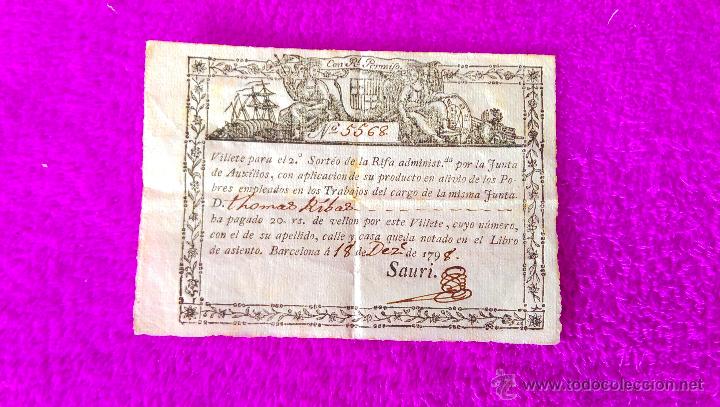 Con Rl. Permiso.
No. 5568
Villete para el 2.º Sorteo de la Rifa administ.da por la Junta
de Auxîlios, con aplicacion de su producto en alivio de los Po-
bres empleados en los Trabajos del cargo de la misma Junta
D. thomas Ribas
ha pagado 20. rs. de vellon por este Villete, cuyo número,
con el de su apellido, calle y casa queda notado en el Libro
de asiento. Barcelona á 18 de Dez.e de 1798.
Sauri.
www.todocoleccion.net